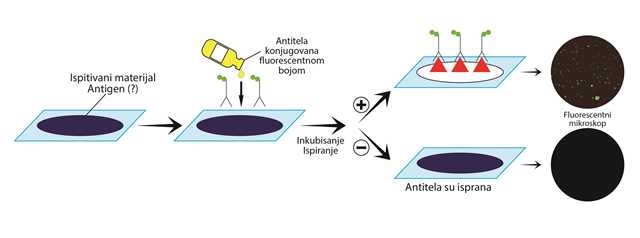 Ispitivani materijal
Antigen (?)
Antitela
konjugovana
fluorescentnom
bojom
Inkubisanje
Ispiranje
+
−
Fluorescentni
mikroskop
Antitela su isprana